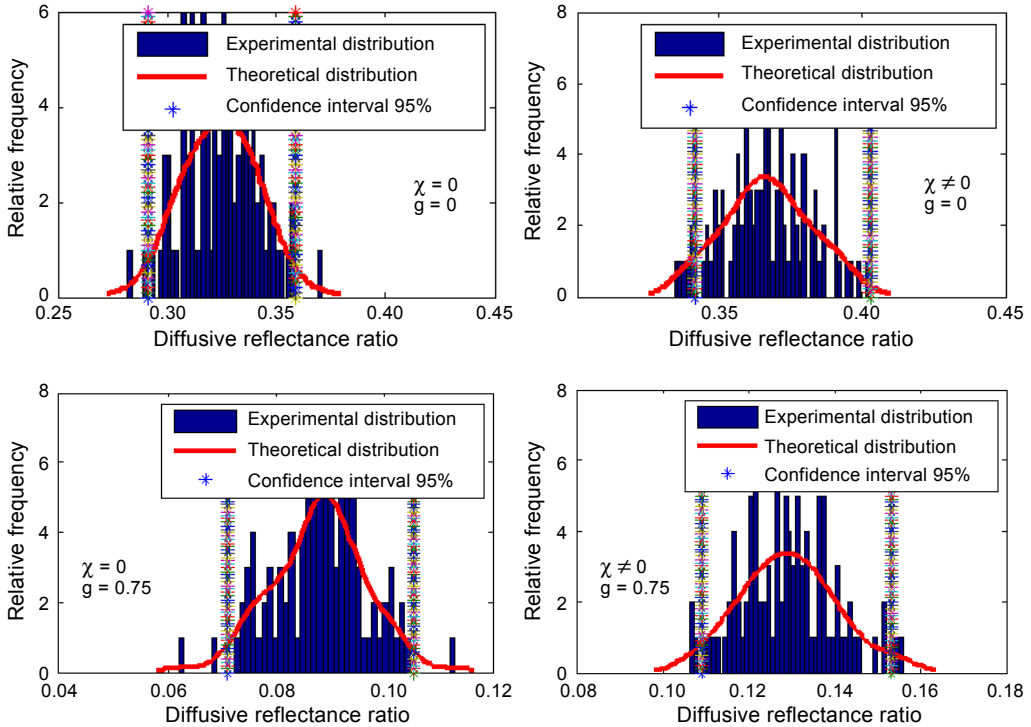 6
4
2
0
Relative frequency
Experimental distribution
Theoretical distribution
Confidence interval 95%
χ = 0
g = 0
0.25
0.30
0.35
0.40
0.45
Diffusive reflectance ratio
8
6
4
2
0
Relative frequency
Experimental distribution
Theoretical distribution
Confidence interval 95%
χ ≠ 0
g = 0
0.35
0.40
0.45
Diffusive reflectance ratio
8
6
4
2
0
Relative frequency
Experimental distribution
Theoretical distribution
Confidence interval 95%
χ = 0
g = 0.75
0.04
0.06
0.08
0.10
0.12
Diffusive reflectance ratio
8
6
4
2
0
Relative frequency
Experimental distribution
Theoretical distribution
Confidence interval 95%
χ ≠ 0
g = 0.75
0.08
0.10
0.12
0.14
0.16
0.18
Diffusive reflectance ratio